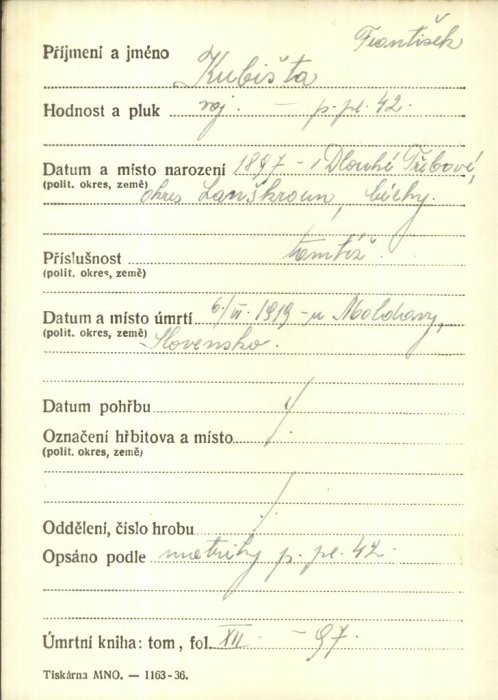 František
Příjmení a jméno Kubišta
Hodnost a pluk voj. - p. pl. 42.
Datum a místo narození 1897 - v Dlouhé Třebové,
(polit. okres, země) okres Lanškroun, Čechy.
Příslušnost tamtéž.
(polit. okres, země)
Datum a místo úmrtí 6./VI. 1919 - u Moldavy,
(polit. okres, země) Slovensko.
Datum pohřbu
Označení hřbitova a místo
(polit. okres, země)
Oddělení, číslo hrobu
Opsáno podle matriky p. pl. 42.
Úmrtní kniha: tom, fol. XII. - 97.
Tiskárna MNO. — 1163-36.